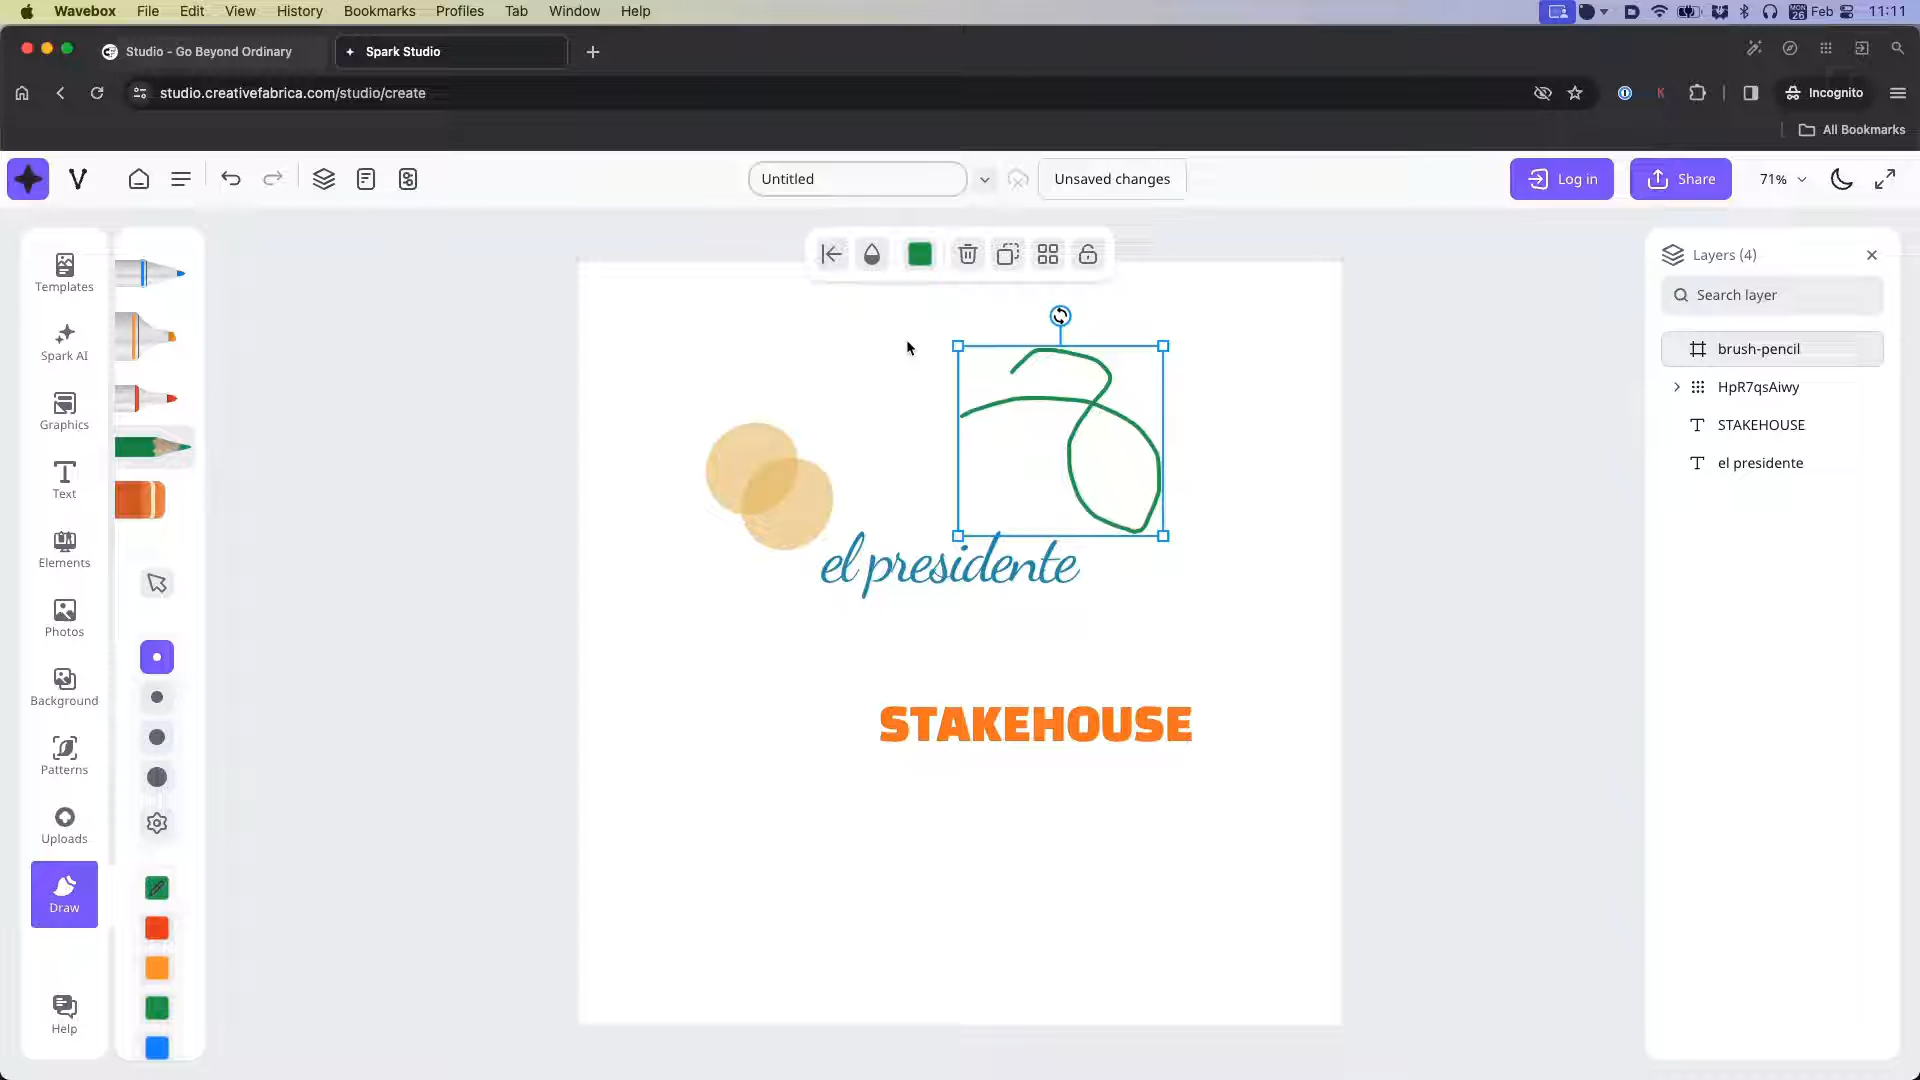 Wavebox File Edit View History Bookmarks Profiles Tab Window Help
MON 26 Feb 11:11
Studio - Go Beyond Ordinary
Spark Studio
studio.creativefabrica.com/studio/create
K
Incognito
All Bookmarks
Untitled
Unsaved changes
Log in
Share
71%
Templates
Spark AI
Graphics
Text
Elements
Photos
Background
Patterns
Uploads
Draw
Help
el presidente
STAKEHOUSE
Layers (4)
Search layer
brush-pencil
HpR7qsAiwy
STAKEHOUSE
el presidente